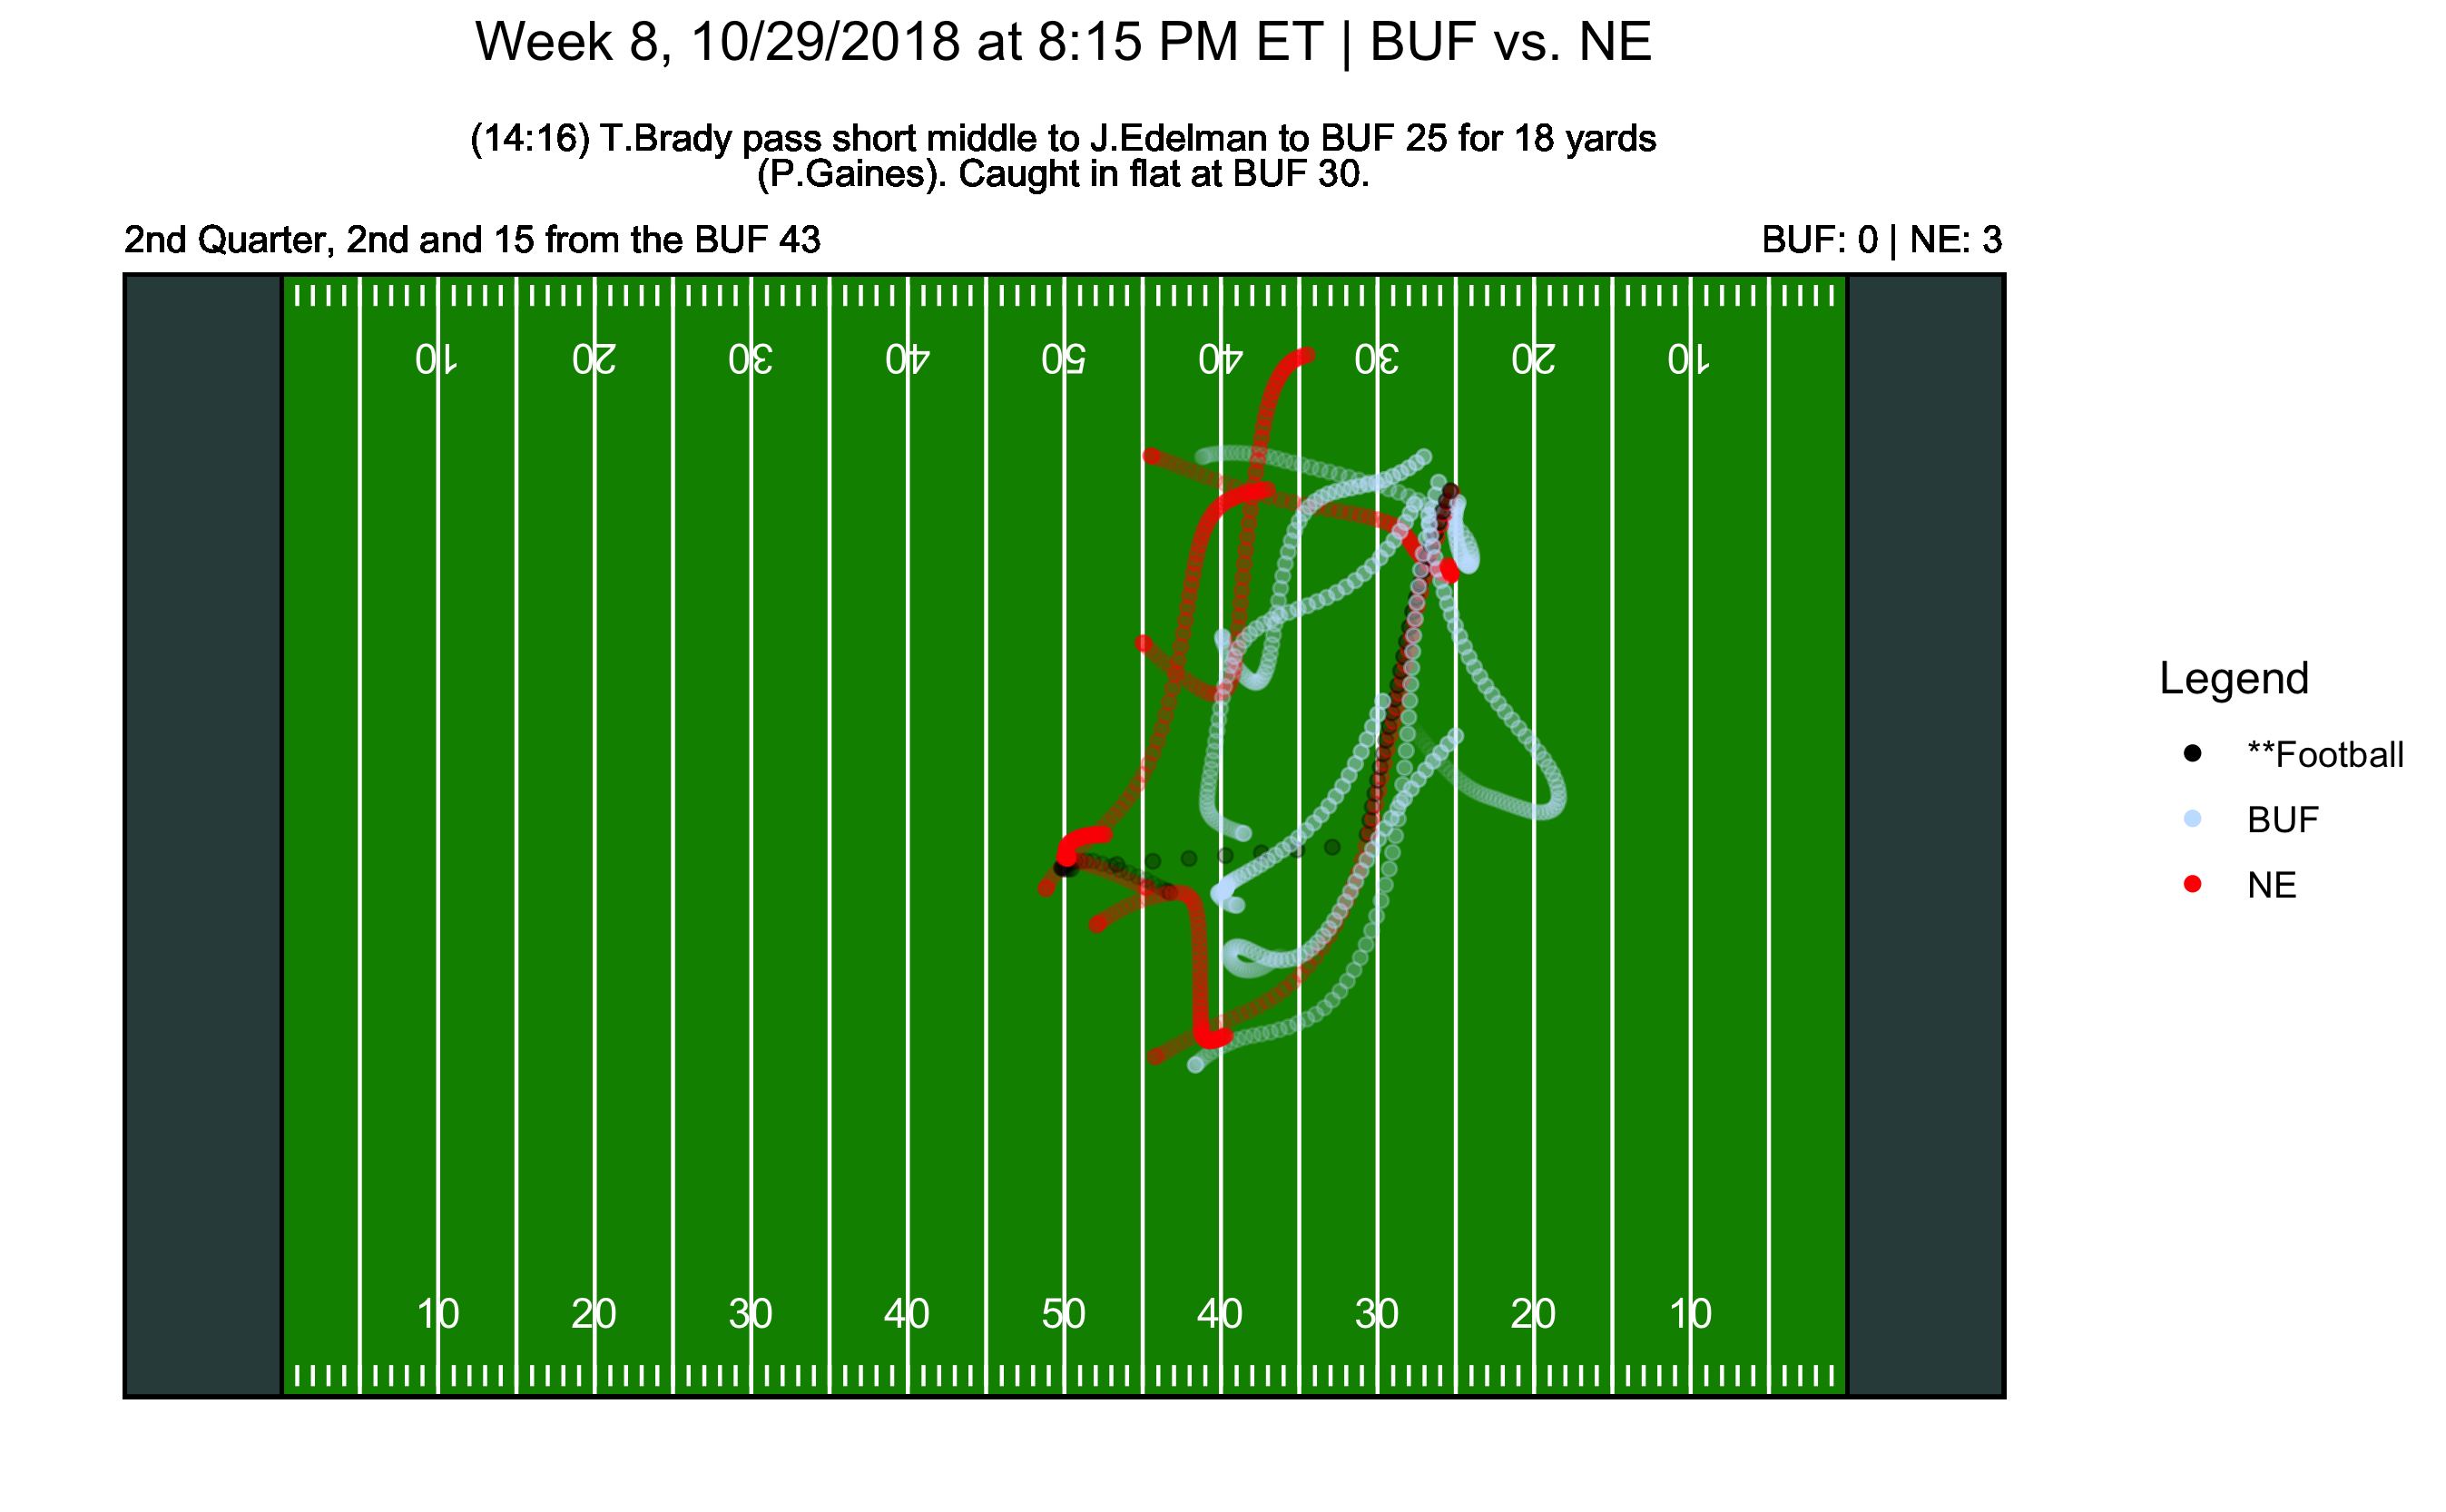 Week 8, 10/29/2018 at 8:15 PM ET | BUF vs. NE
(14:16) T.Brady pass short middle to J.Edelman to BUF 25 for 18 yards
(P.Gaines). Caught in flat at BUF 30.
2nd Quarter, 2nd and 15 from the BUF 43
BUF: 0 | NE: 3
10 20 30 40 50 40 30 20 10
Legend
**Football
BUF
NE
10 20 30 40 50 40 30 20 10